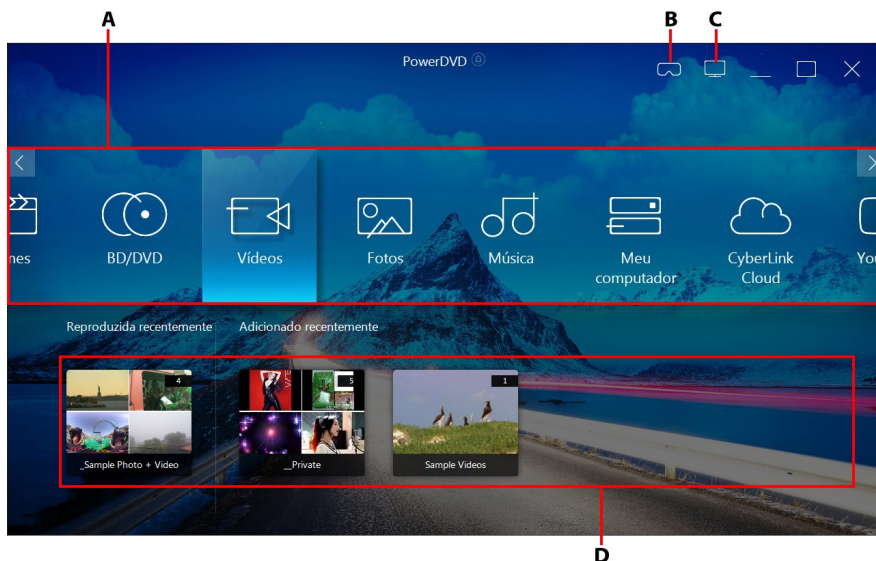 A
B
C
PowerDVD
nes
BD/DVD
Vídeos
Fotos
Música
Meu
computador
CyberLink
Cloud
You
Reproduzida recentemente
Adicionado recentemente
4
5
1
_Sample Photo + Video
__Private
Sample Videos
D